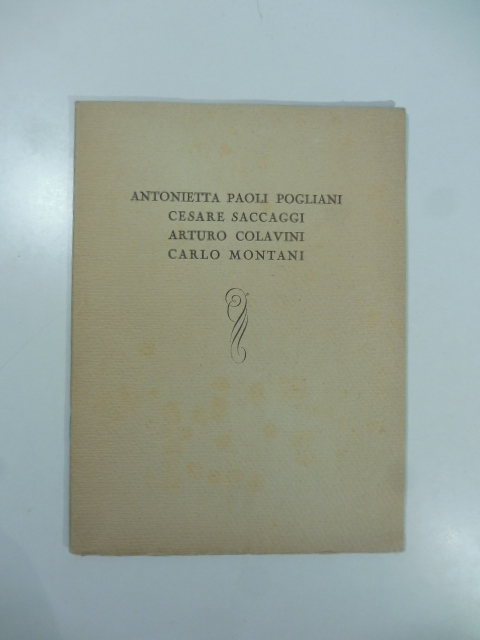 ANTONIETTA PAOLI POGLIANI
CESARE SACCAGGI
ARTURO COLAVINI
CARLO MONTANI